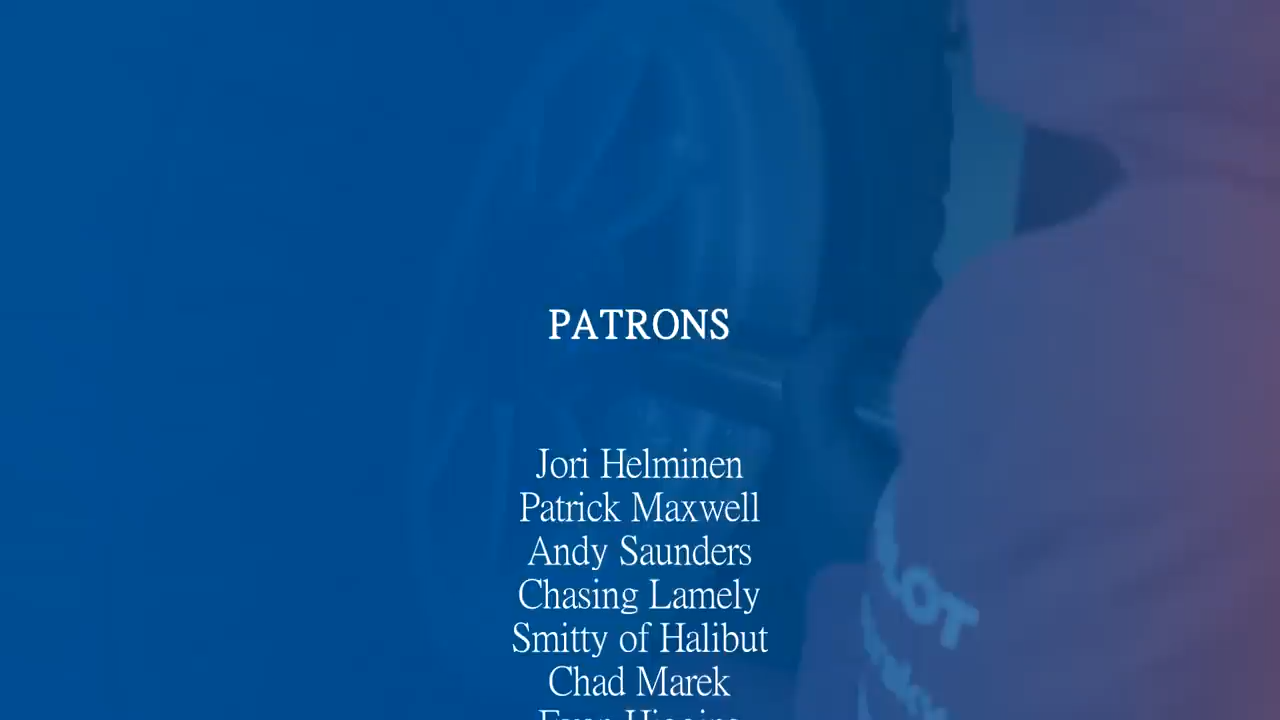 PATRONS
Jori Helminen
Patrick Maxwell
Andy Saunders
Chasing Lamely
Smitty of Halibut
Chad Marek